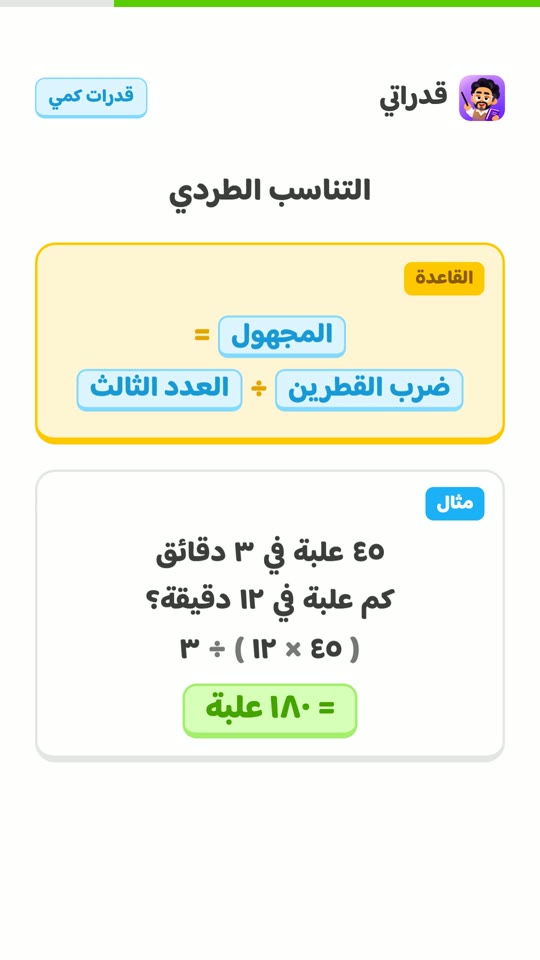 قدراتي
قدرات كمي
التناسب الطردي
القاعدة
المجهول =
ضرب القطرين ÷ العدد الثالث
مثال
٤٥ علبة في ٣ دقائق
كم علبة في ١٢ دقيقة؟
( ٤٥ × ١٢ ) ÷ ٣
= ١٨٠ علبة